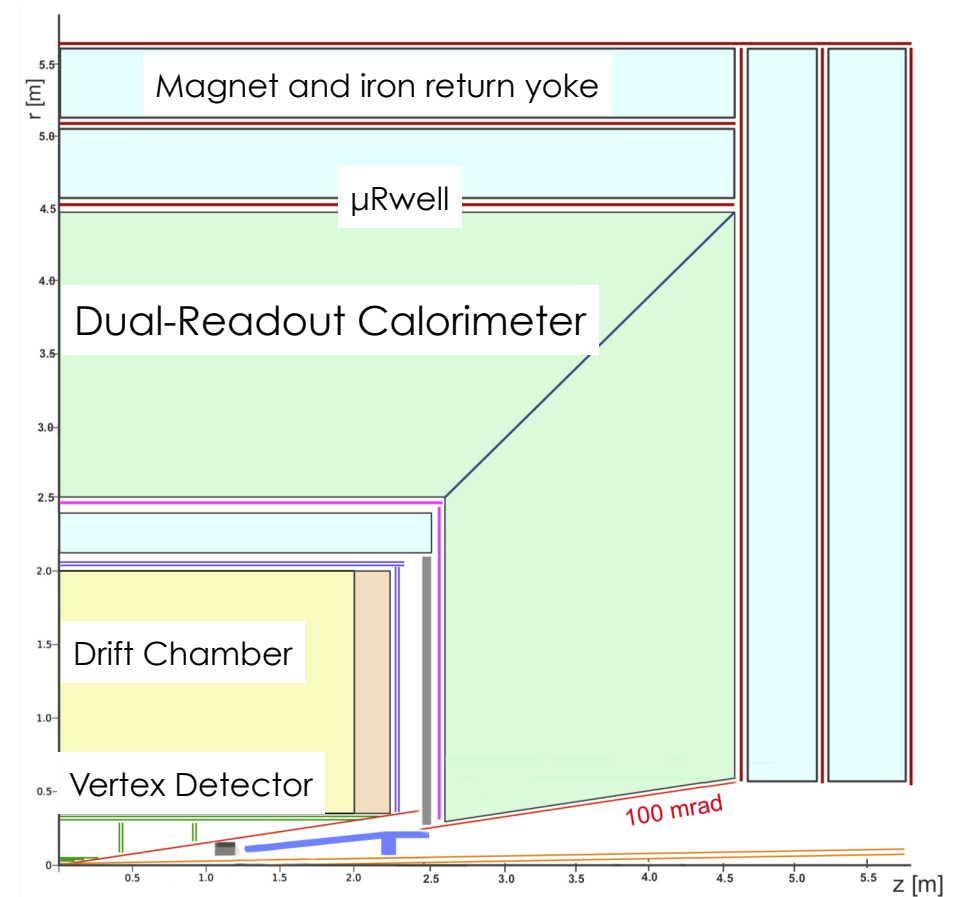 5.5
r [m]
Magnet and iron return yoke
5.0
µRwell
4.5
4.0
Dual-Readout Calorimeter
3.5
3.0
2.5
2.0
Drift Chamber
1.5
1.0
Vertex Detector
0.5
100 mrad
0
0.5 1.0 1.5 2.0 2.5 3.0 3.5 4.0 4.5 5.0 5.5 z [m]